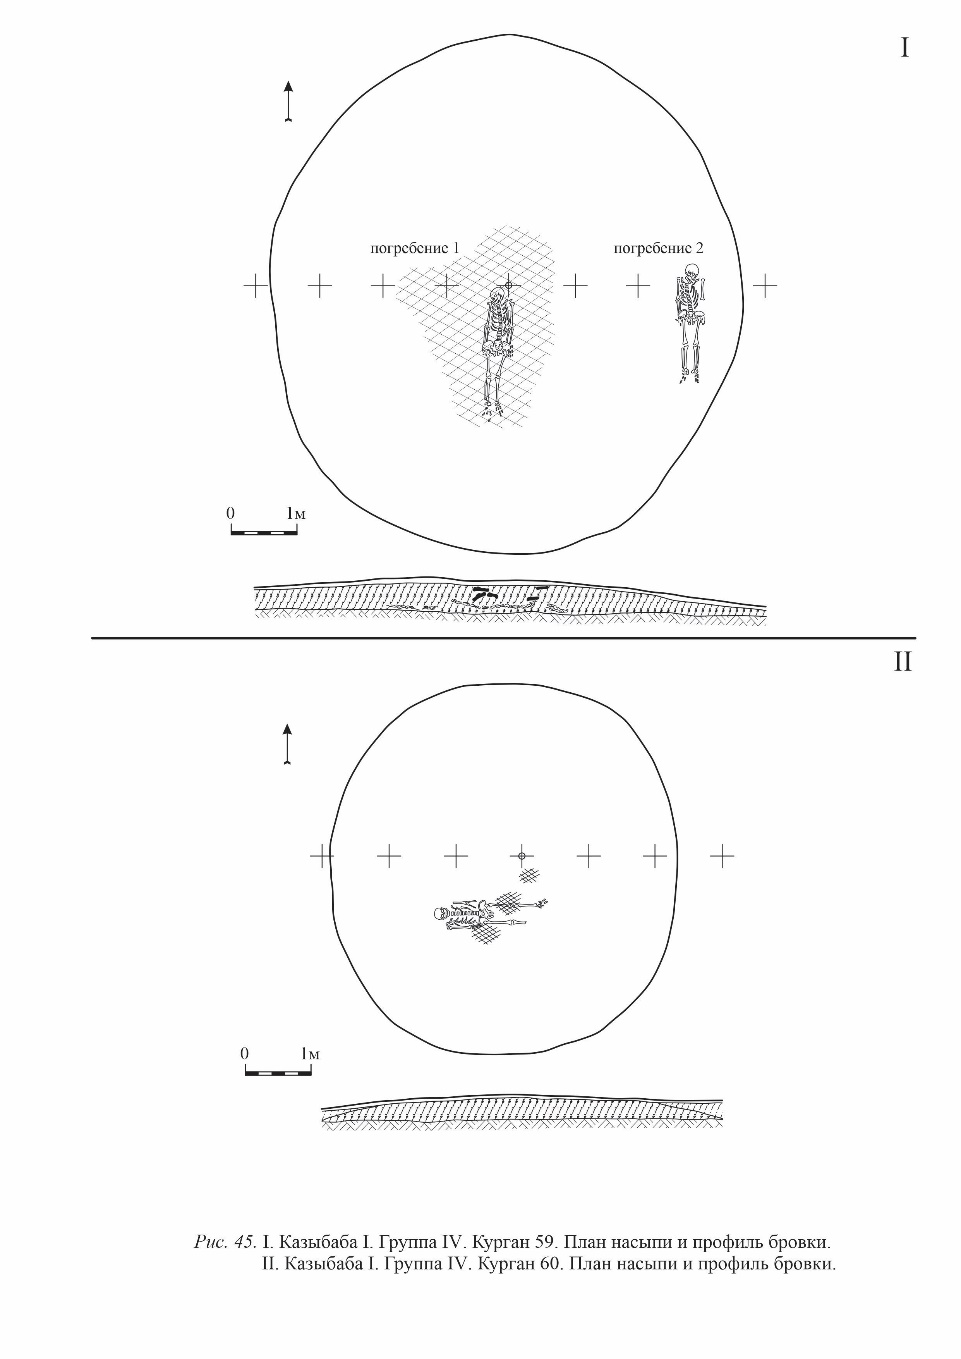 I
погребение 1
погребение 2
0 1м
II
0 1м
Рис. 45. I. Казыбаба I. Группа IV. Курган 59. План насыпи и профиль бровки.
II. Казыбаба I. Группа IV. Курган 60. План насыпи и профиль бровки.